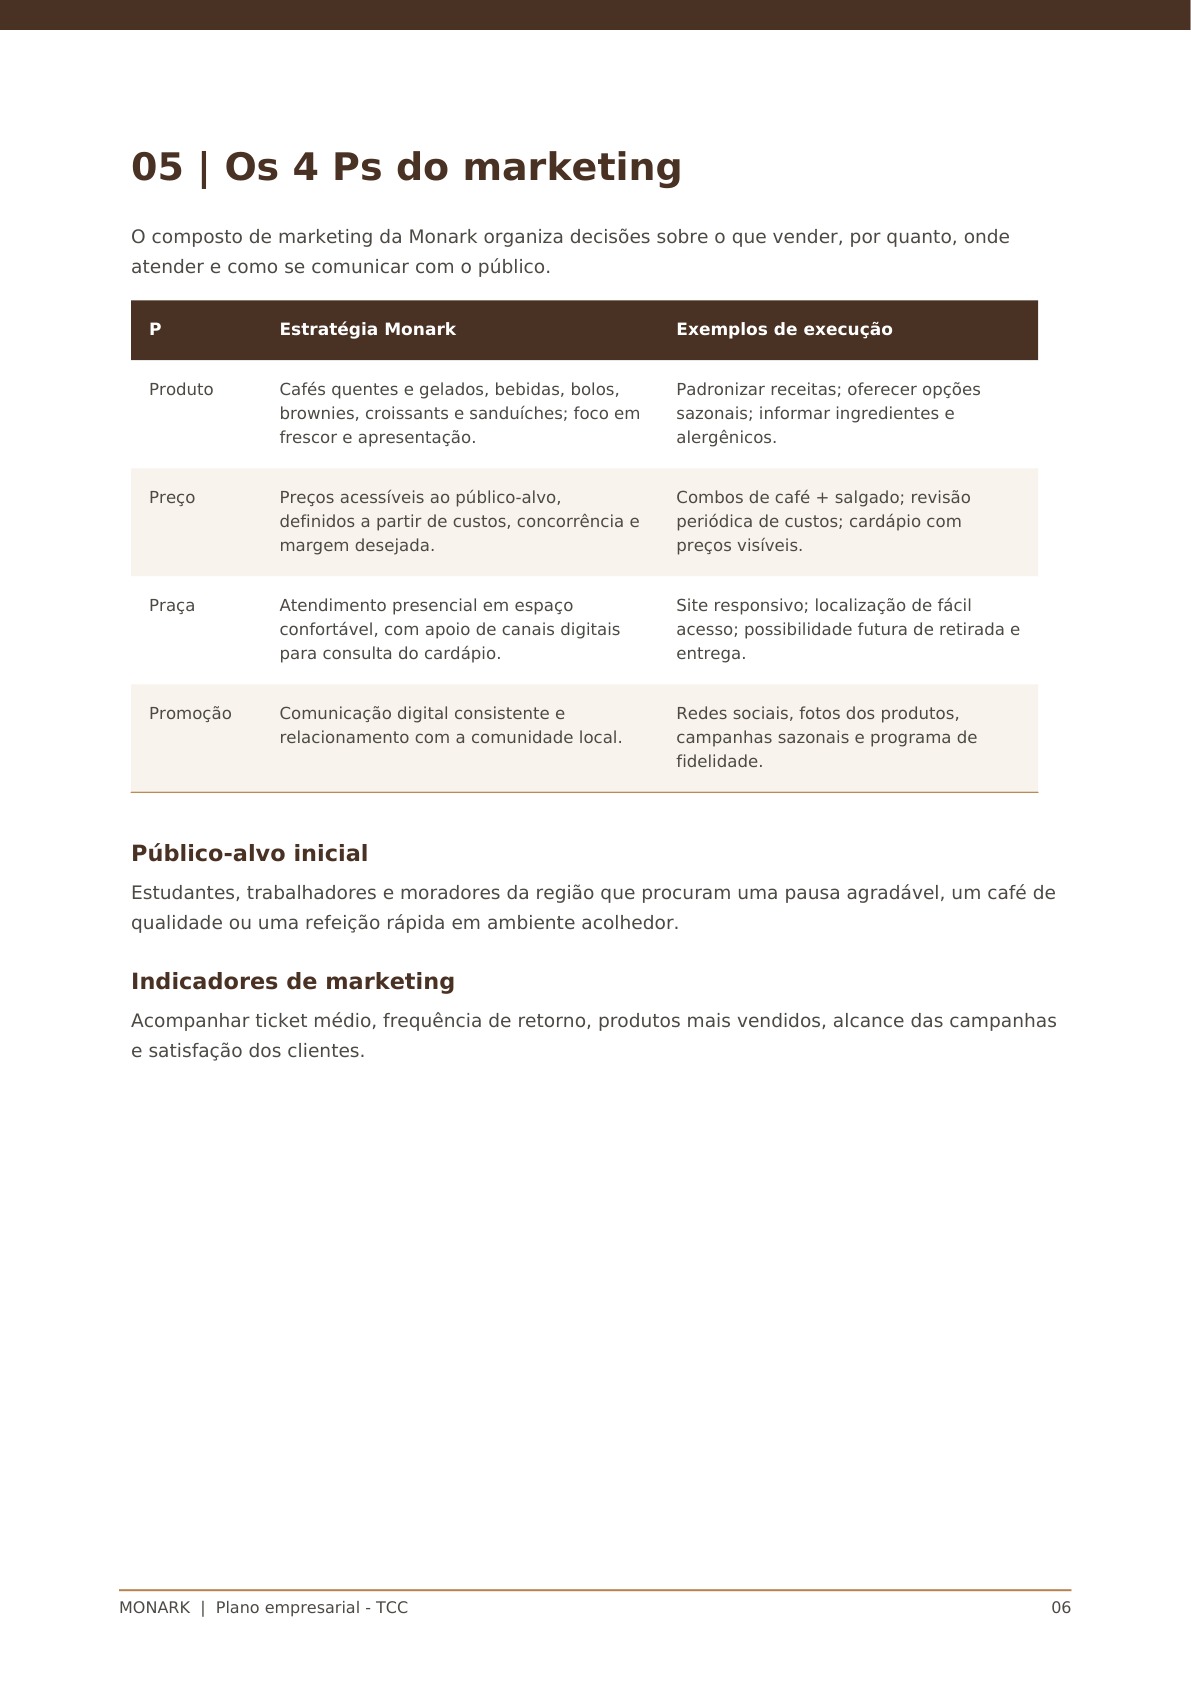 05 | Os 4 Ps do marketing
O composto de marketing da Monark organiza decisões sobre o que vender, por quanto, onde
atender e como se comunicar com o público.
P
Estratégia Monark
Exemplos de execução
Produto
Cafés quentes e gelados, bebidas, bolos,
brownies, croissants e sanduíches; foco em
frescor e apresentação.
Padronizar receitas; oferecer opções
sazonais; informar ingredientes e
alergênicos.
Preço
Preços acessíveis ao público-alvo,
definidos a partir de custos, concorrência e
margem desejada.
Combos de café + salgado; revisão
periódica de custos; cardápio com
preços visíveis.
Praça
Atendimento presencial em espaço
confortável, com apoio de canais digitais
para consulta do cardápio.
Site responsivo; localização de fácil
acesso; possibilidade futura de retirada e
entrega.
Promoção
Comunicação digital consistente e
relacionamento com a comunidade local.
Redes sociais, fotos dos produtos,
campanhas sazonais e programa de
fidelidade.
Público-alvo inicial
Estudantes, trabalhadores e moradores da região que procuram uma pausa agradável, um café de
qualidade ou uma refeição rápida em ambiente acolhedor.
Indicadores de marketing
Acompanhar ticket médio, frequência de retorno, produtos mais vendidos, alcance das campanhas
e satisfação dos clientes.
MONARK | Plano empresarial - TCC
06